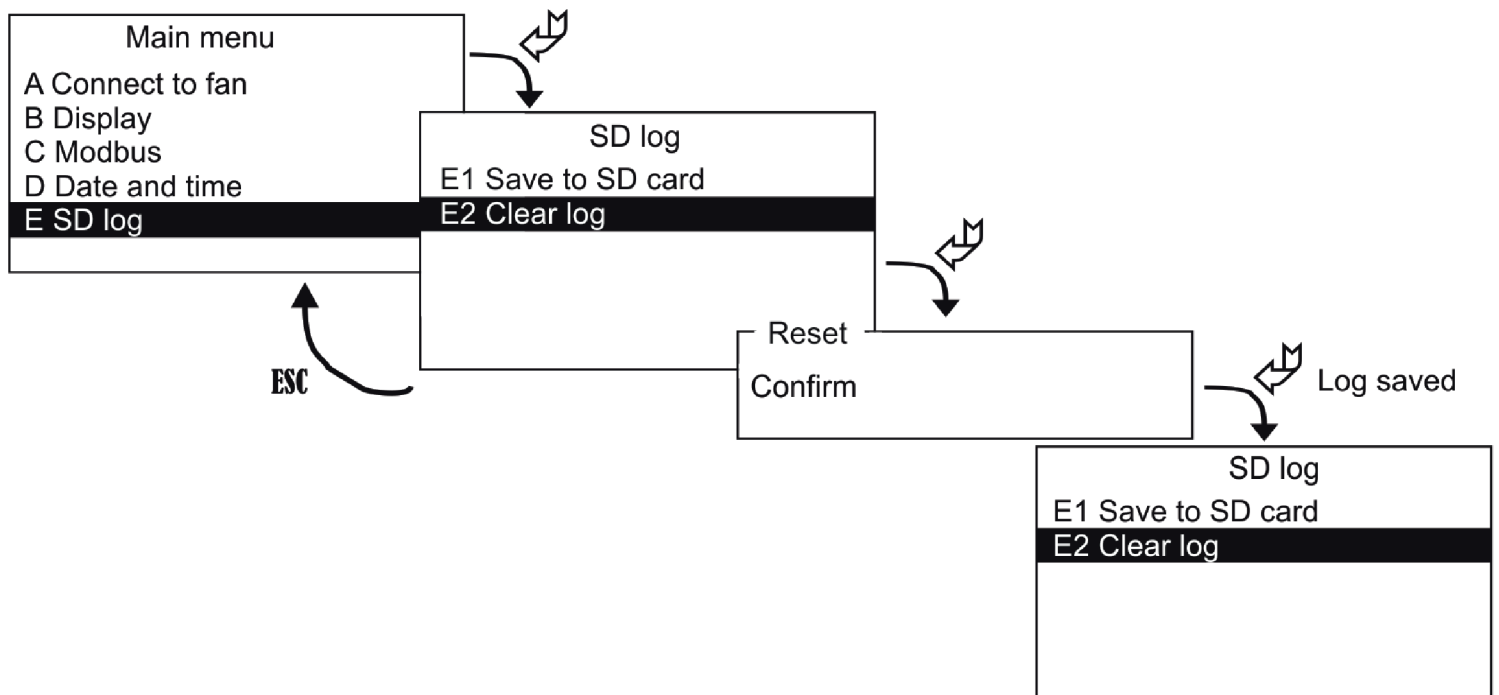 Main menu
A Connect to fan
B Display
C Modbus
D Date and time
E SD log
SD log
E1 Save to SD card
E2 Clear log
ESC
Reset
Confirm
Log saved
SD log
E1 Save to SD card
E2 Clear log